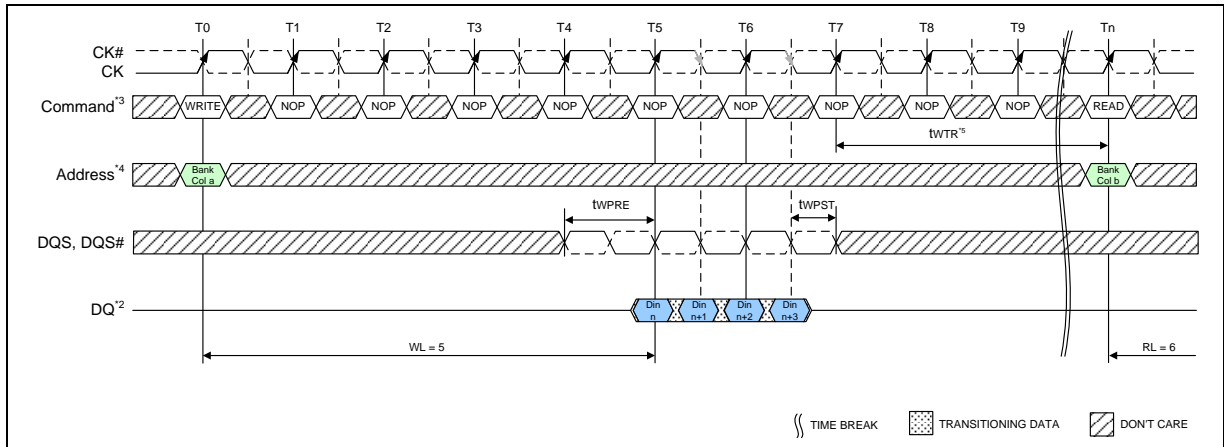 T0 T1 T2 T3 T4 T5 T6 T7 T8 T9 Tn
CK#
CK
Command*3 WRITE NOP NOP NOP NOP NOP NOP NOP NOP NOP READ
tWTR*5
Address*4 Bank Col a Bank Col b
tWPRE tWPST
DQS, DQS#
DQ*2 Din n Din n+1 Din n+2 Din n+3
WL = 5 RL = 6
TIME BREAK TRANSITIONING DATA DON'T CARE